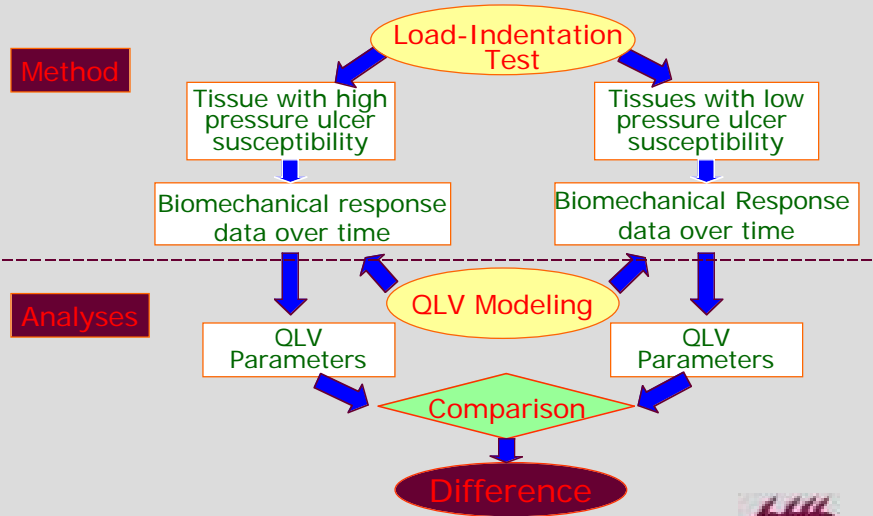 Load-Indentation
Test
Method
Tissue with high
pressure ulcer
susceptibility
Tissues with low
pressure ulcer
susceptibility
Biomechanical response
data over time
Biomechanical Response
data over time
QLV Modeling
Analyses
QLV
Parameters
QLV
Parameters
Comparison
Difference